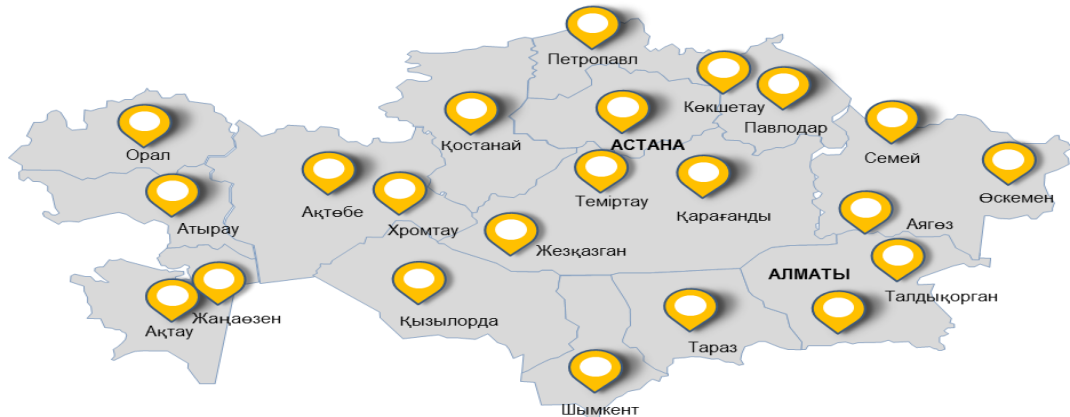 Петропавл
Көкшетау
Павлодар
Қостанай
АСТАНА
Орал
Семей
Теміртау
Өскемен
Ақтөбе
Қарағанды
Атырау
Хромтау
Аягөз
Жезқазған
АЛМАТЫ
Талдықорған
Жаңаөзен
Қызылорда
Ақтау
Тараз
Шымкент